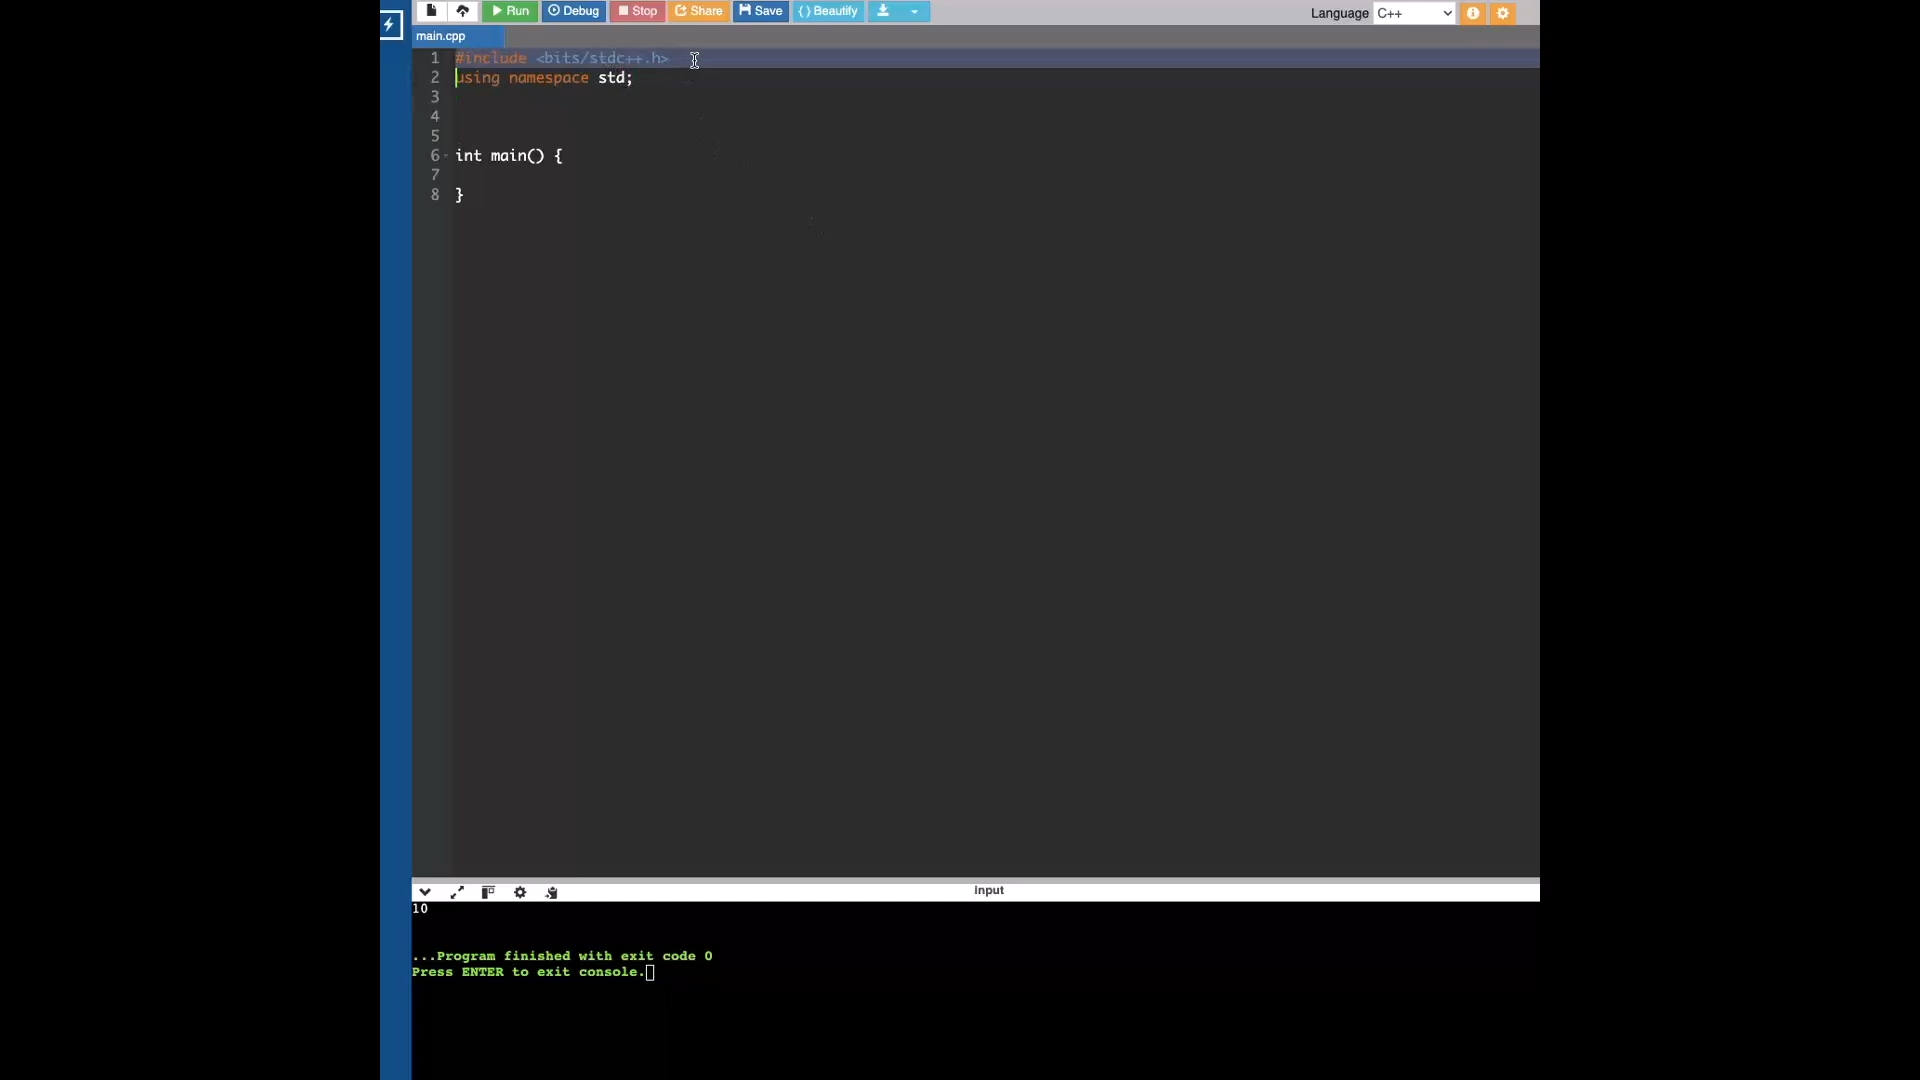 Run Debug Stop Share Save {} Beautify Language C++
main.cpp
1 #include <bits/stdc++.h>
2 using namespace std;
3
4
5
6 int main() {
7
8 }
input
10
...Program finished with exit code 0
Press ENTER to exit console.